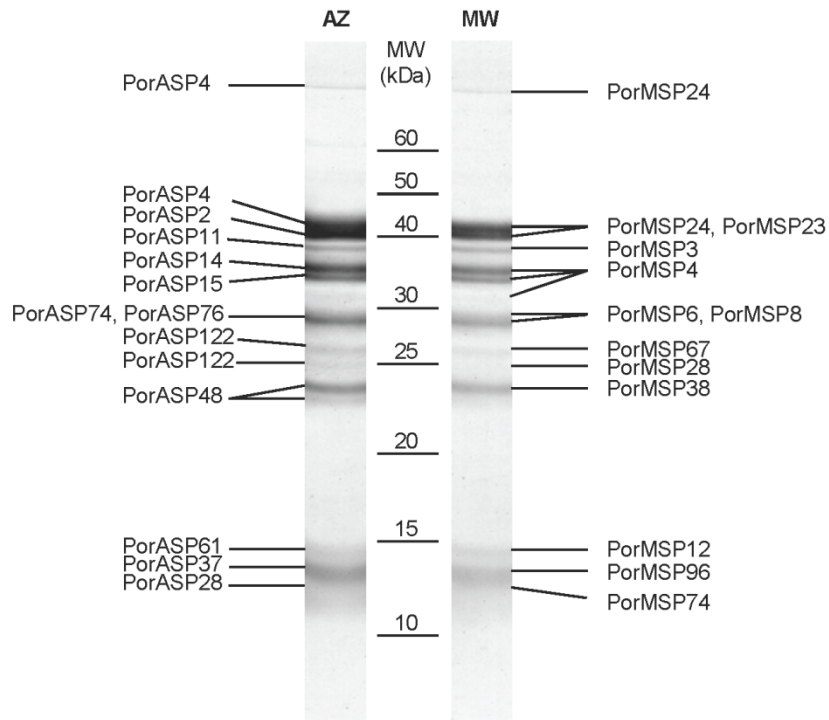 AZ
MW
(kDa)
MW
PorASP4
PorASP4
PorASP2
PorASP11
PorASP14
PorASP15
PorASP74, PorASP76
PorASP122
PorASP122
PorASP48
PorASP61
PorASP37
PorASP28
60
50
40
30
25
20
15
10
PorMSP24
PorMSP24, PorMSP23
PorMSP3
PorMSP4
PorMSP6, PorMSP8
PorMSP67
PorMSP28
PorMSP38
PorMSP12
PorMSP96
PorMSP74